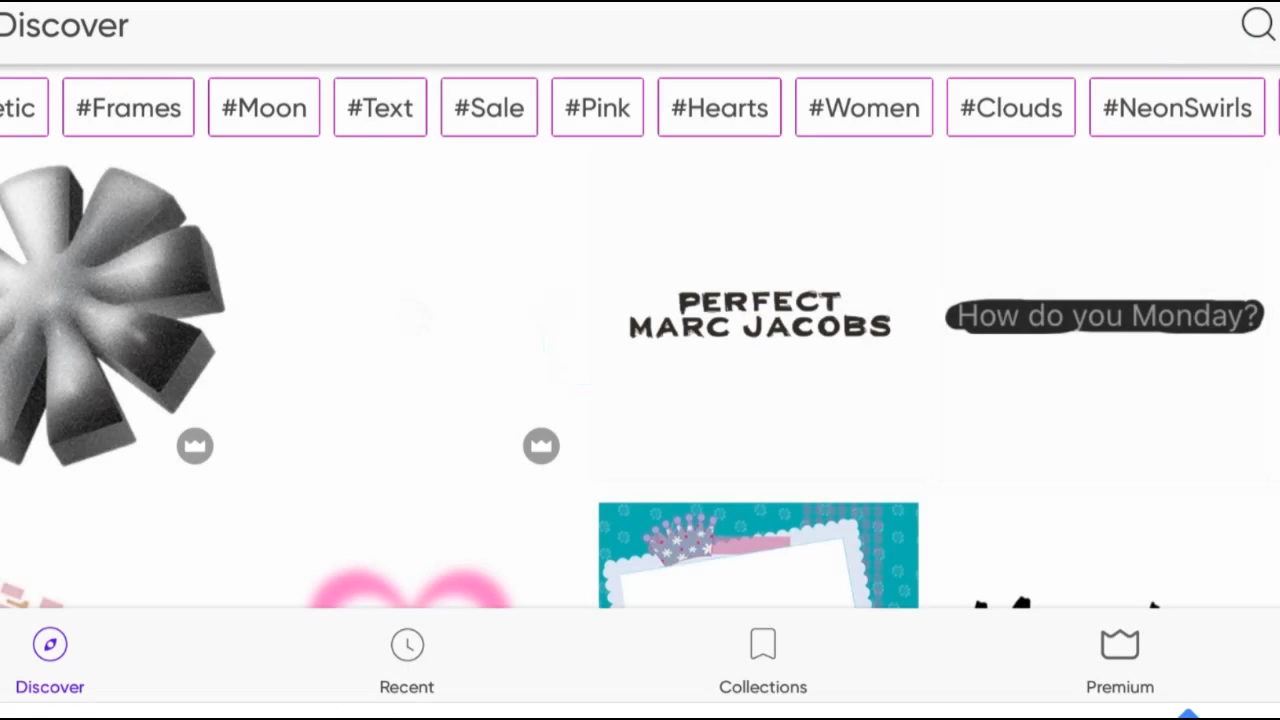 Discover
etic #Frames #Moon #Text #Sale #Pink #Hearts #Women #Clouds #NeonSwirls
PERFECT
MARC JACOBS
How do you Monday?
Discover Recent Collections Premium